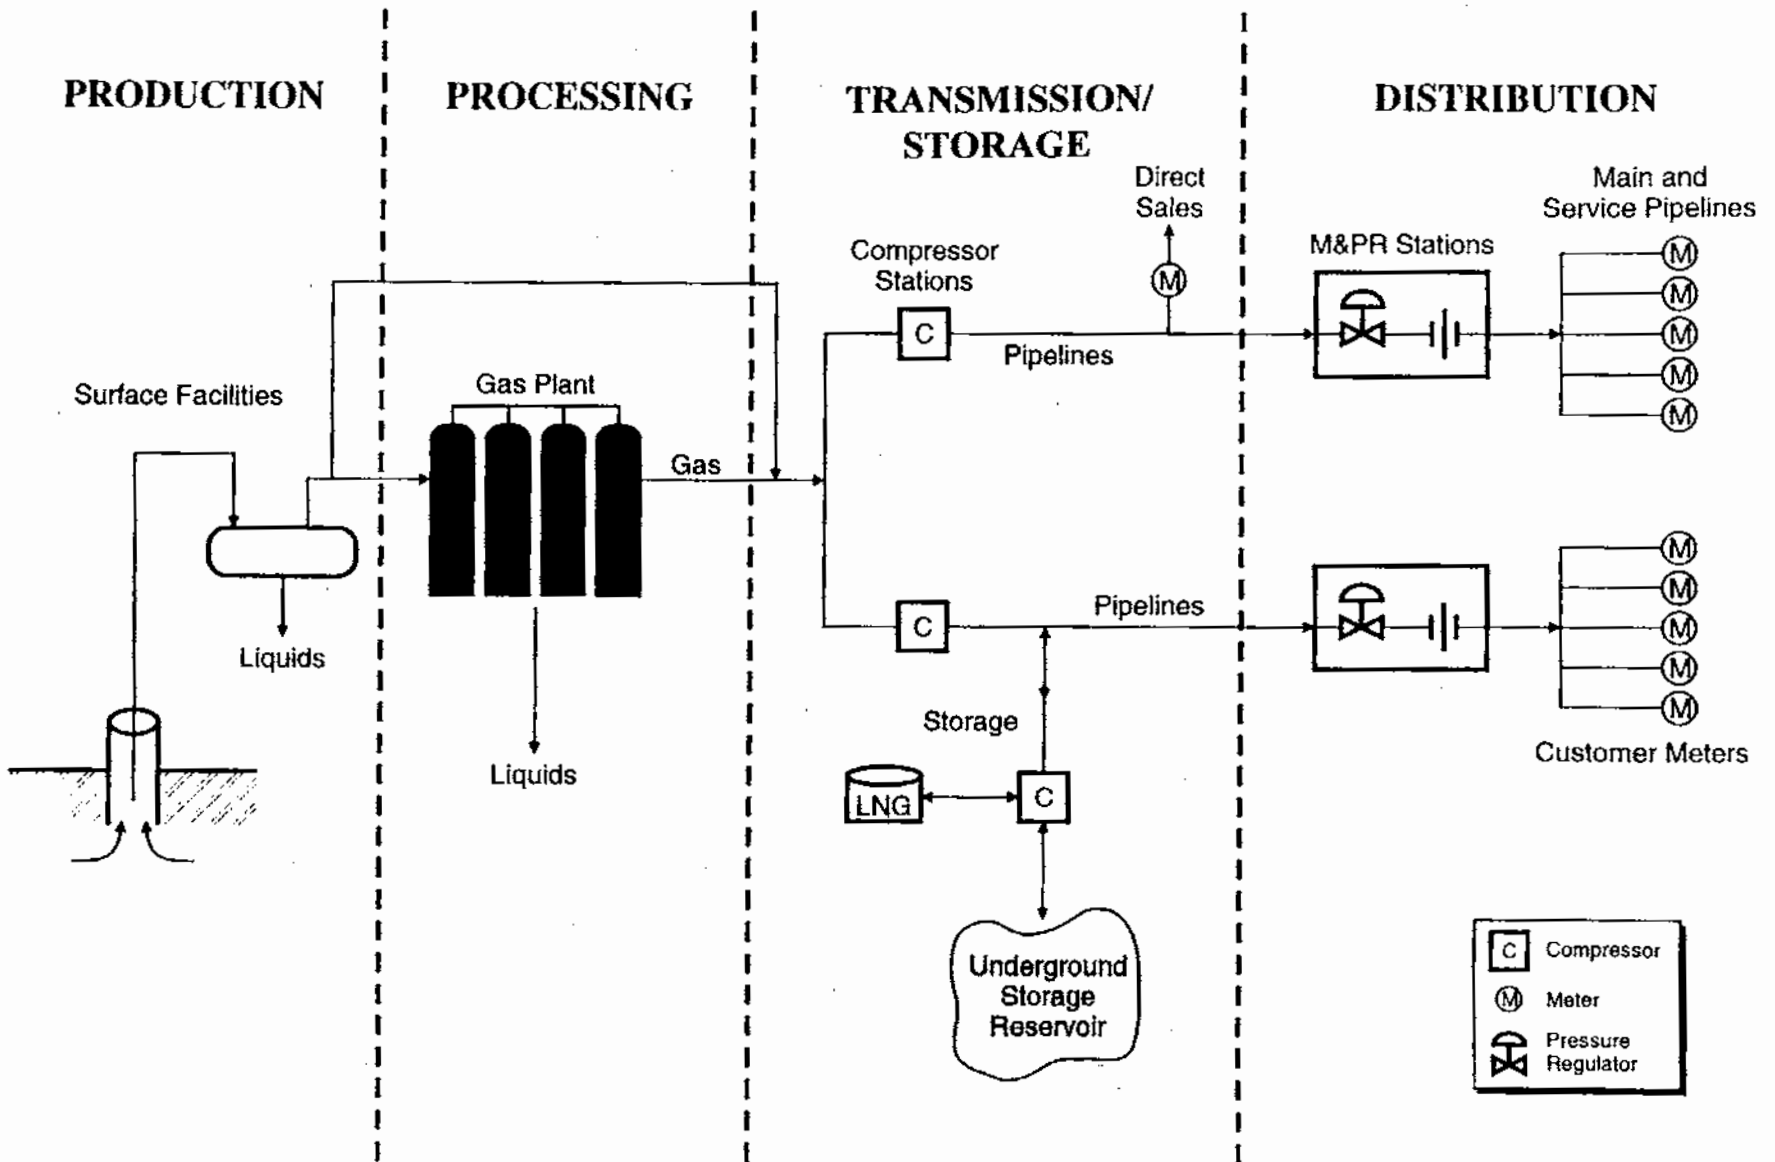 PRODUCTION
PROCESSING
TRANSMISSION/
STORAGE
DISTRIBUTION
Direct
Sales
Main and
Service Pipelines
Compressor
Stations
M&PR Stations
M
M
M
M
M
M
C
Pipelines
Surface Facilities
Gas Plant
Gas
Liquids
Liquids
C
Pipelines
M
M
M
M
M
Storage
Customer Meters
LNG
C
Underground
Storage
Reservoir
C Compressor
M Meter
Pressure
Regulator